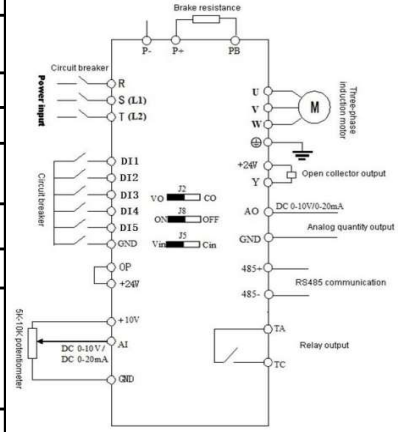 Brake resistance
P- P+ PB
Circuit breaker
Power input
R
S (L1)
T (L2)
U
V
W
M
Three-phase induction motor
+24V
Y
Open collector output
Circuit breaker
DI1
DI2
DI3
DI4
DI5
GND
J2
VO CO
J8
ON OFF
J5
Vin Cin
AO
DC 0-10V/0-20mA
Analog quantity output
GND
OP
+24V
485+
485-
RS485 communication
5K-10K potentiometer
+10V
AI
DC 0-10V/
DC 0-20mA
GND
TA
TC
Relay output